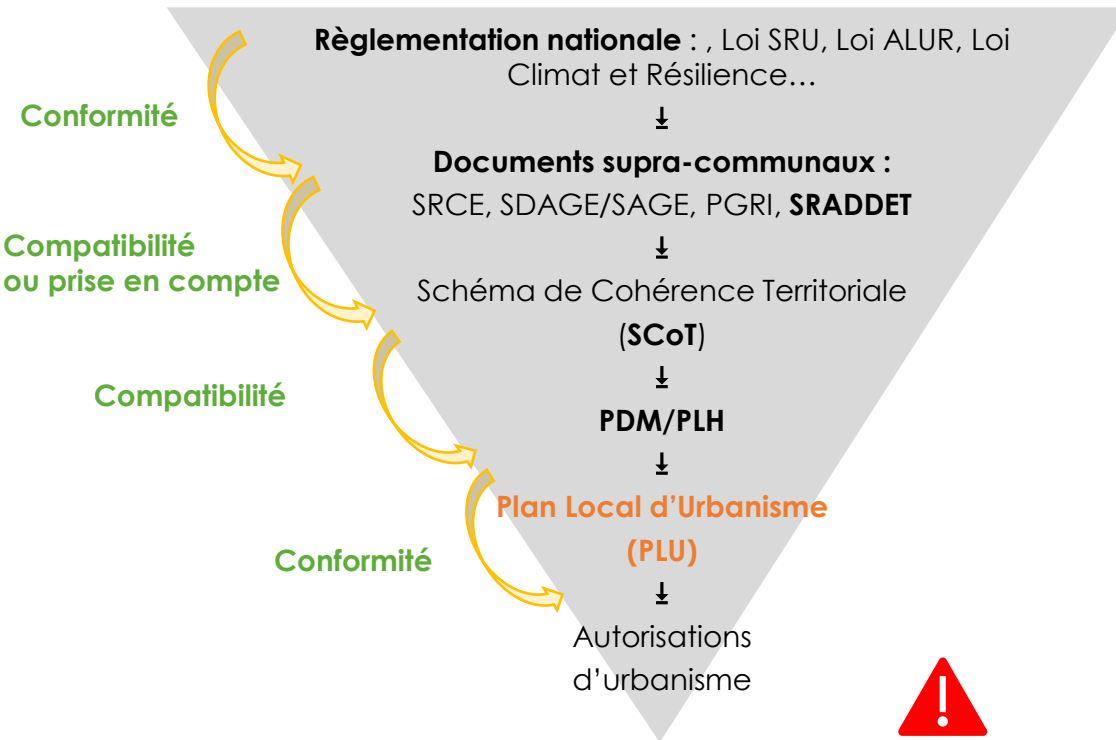 Règlementation nationale : , Loi SRU, Loi ALUR, Loi
Climat et Résilience…
Conformité
Documents supra-communaux :
SRCE, SDAGE/SAGE, PGRI, SRADDET
Compatibilité
ou prise en compte
Schéma de Cohérence Territoriale
(SCoT)
Compatibilité
PDM/PLH
Plan Local d’Urbanisme
(PLU)
Conformité
Autorisations
d’urbanisme
!